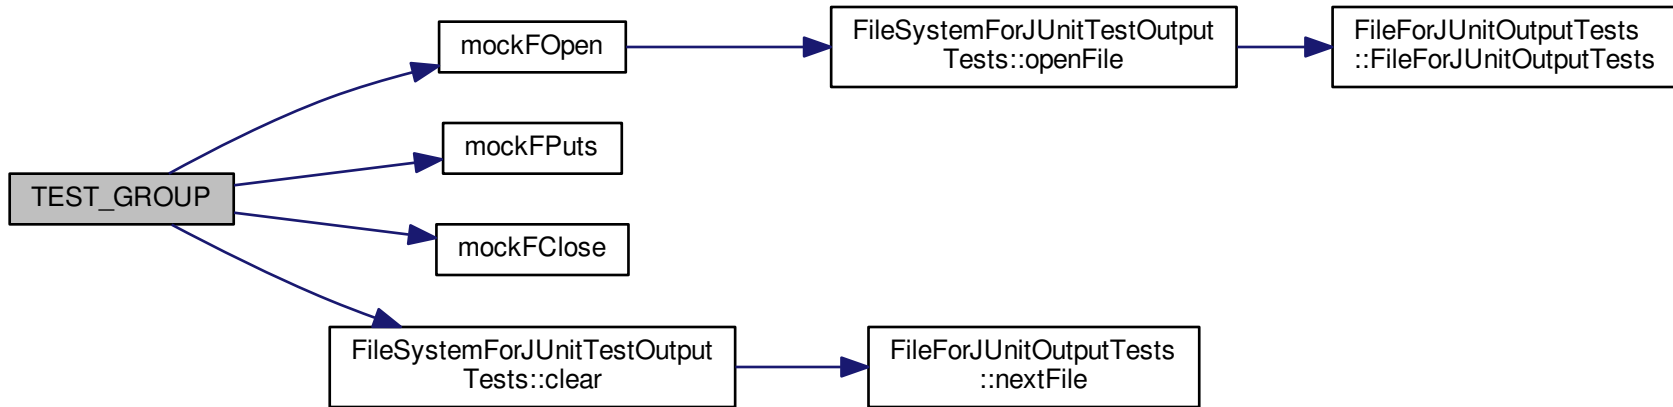 TEST_GROUP
mockFOpen
FileSystemForJUnitTestOutput
Tests::openFile
FileForJUnitOutputTests
::FileForJUnitOutputTests
mockFPuts
mockFClose
FileSystemForJUnitTestOutput
Tests::clear
FileForJUnitOutputTests
::nextFile